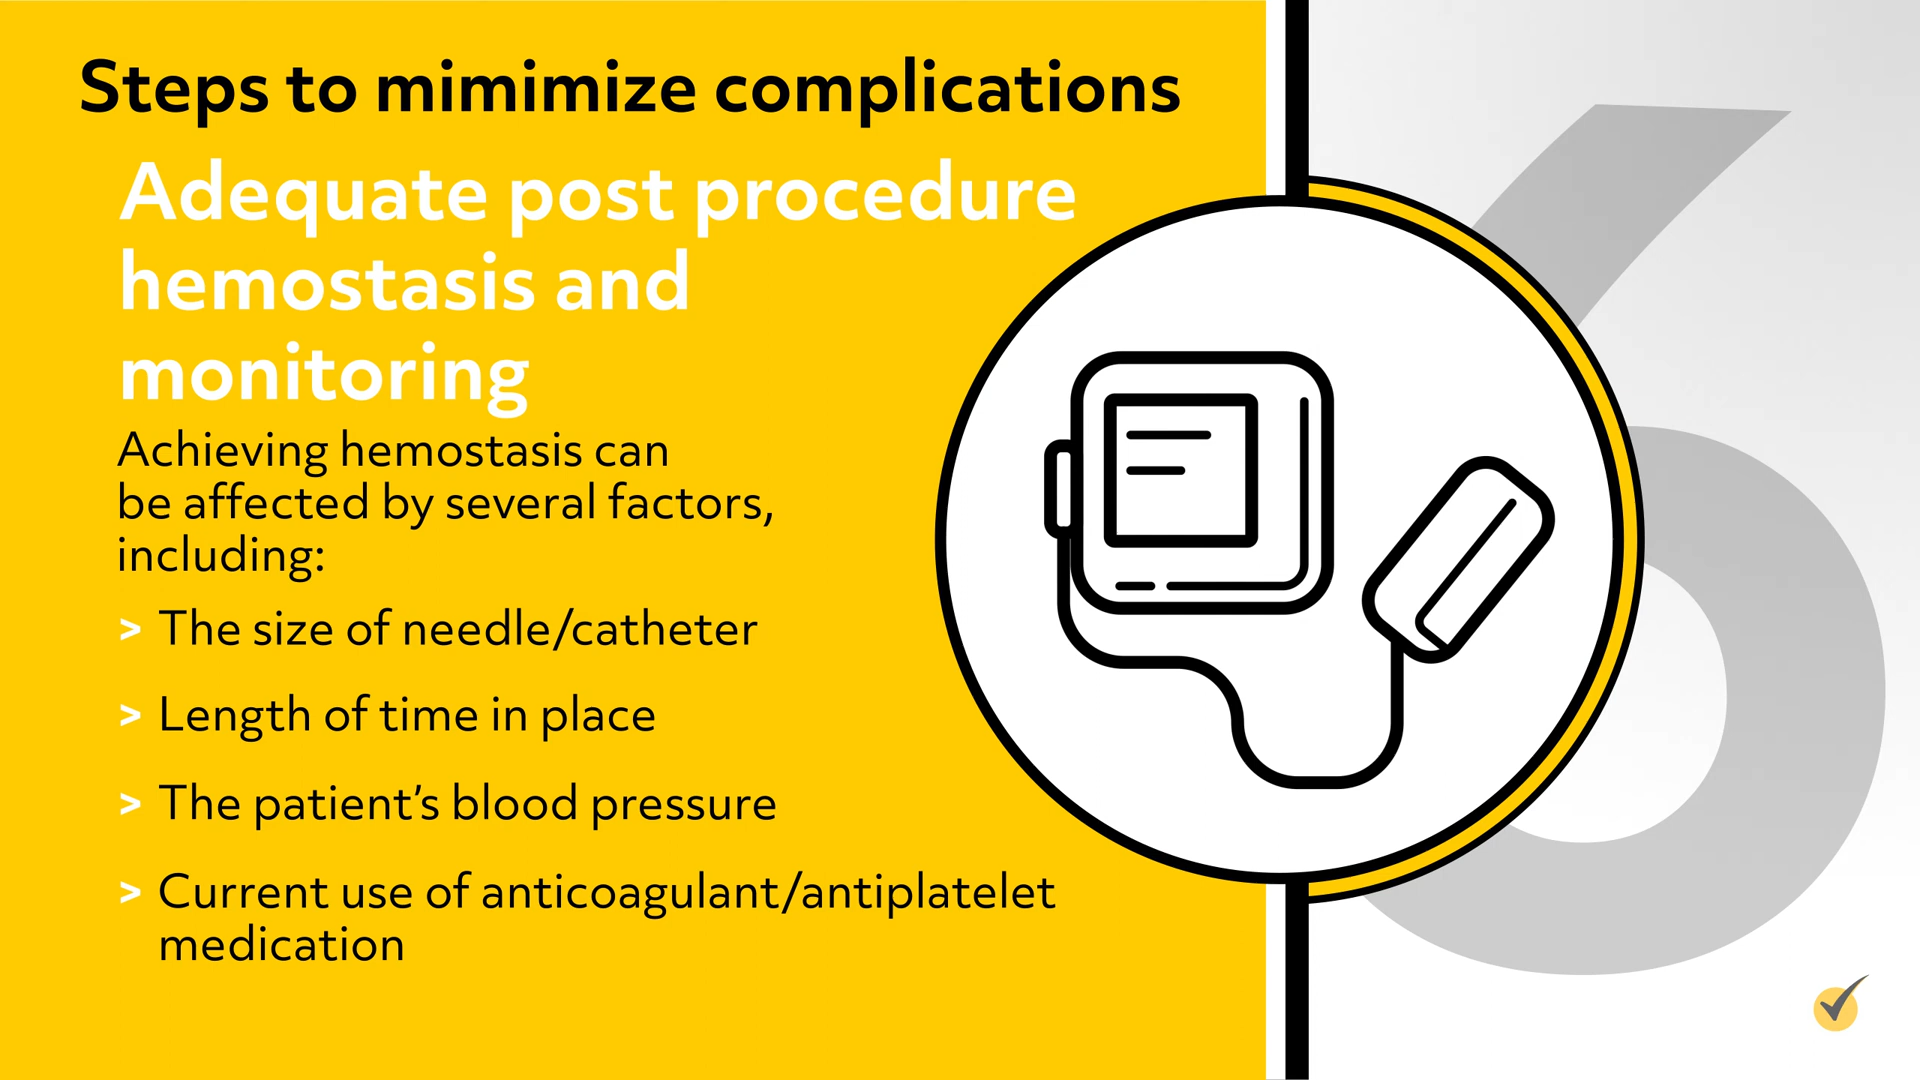 Steps to mimimize complications
Adequate post procedure
hemostasis and
monitoring
Achieving hemostasis can
be affected by several factors,
including:
> The size of needle/catheter
> Length of time in place
> The patient’s blood pressure
> Current use of anticoagulant/antiplatelet
medication
6